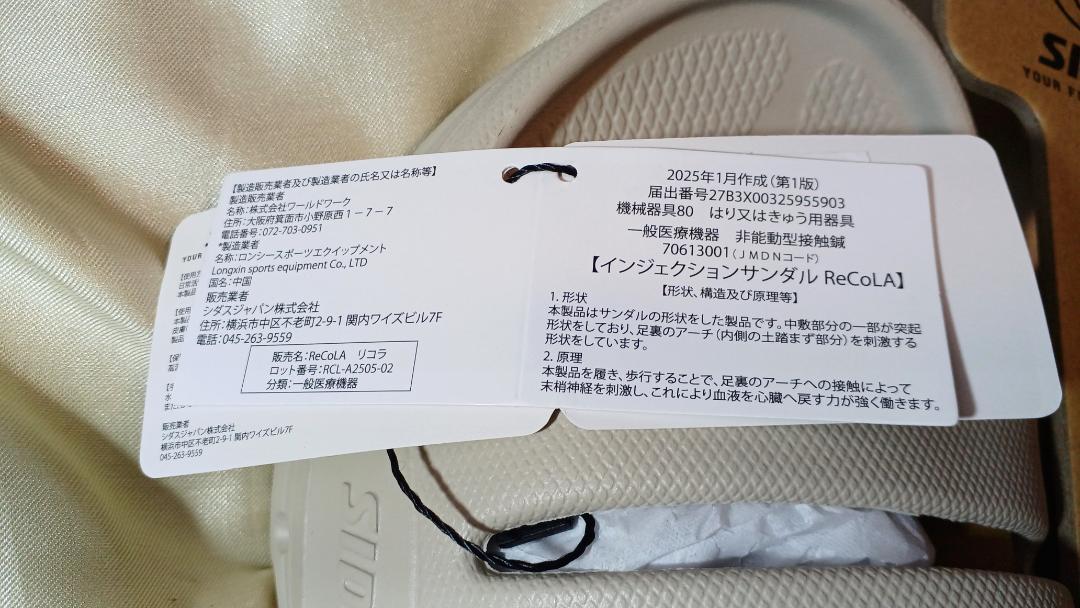 【製造販売業者及び製造業者の氏名又は名称等】
製造販売業者
名称：株式会社ワールドワーク
住所：大阪府箕面市小野原西１－７－７
電話番号：072-703-0951
*製造業者
名称：ロンシースポーツエクイップメント
Longxin sports equipment Co., LTD
国名：中国
販売業者
シダスジャパン株式会社
住所：横浜市中区不老町2-9-1 関内ワイズビル7F
電話：045-263-9559
販売名：ReCoLA　リコラ
ロット番号：RCL-A2505-02
分類：一般医療機器
2025年1月作成（第1版）
届出番号27B3X00325955903
機械器具80　はり又はきゅう用器具
一般医療機器　非能動型接触鍼
70613001（ＪＭＤＮコード）
【インジェクションサンダル ReCoLA】
【形状、構造及び原理等】
1. 形状
本製品はサンダルの形状をした製品です。中敷部分の一部が突起
形状をしており、足裏のアーチ（内側の土踏まず部分）を刺激する
形状をしています。
2. 原理
本製品を履き、歩行することで、足裏のアーチへの接触によって
末梢神経を刺激し、これにより血液を心臓へ戻す力が強く働きます。
YOUR
販売業者
シダスジャパン株式会社
横浜市中区不老町2-9-1 関内ワイズビル7F
045-263-9559
YOUR
SID